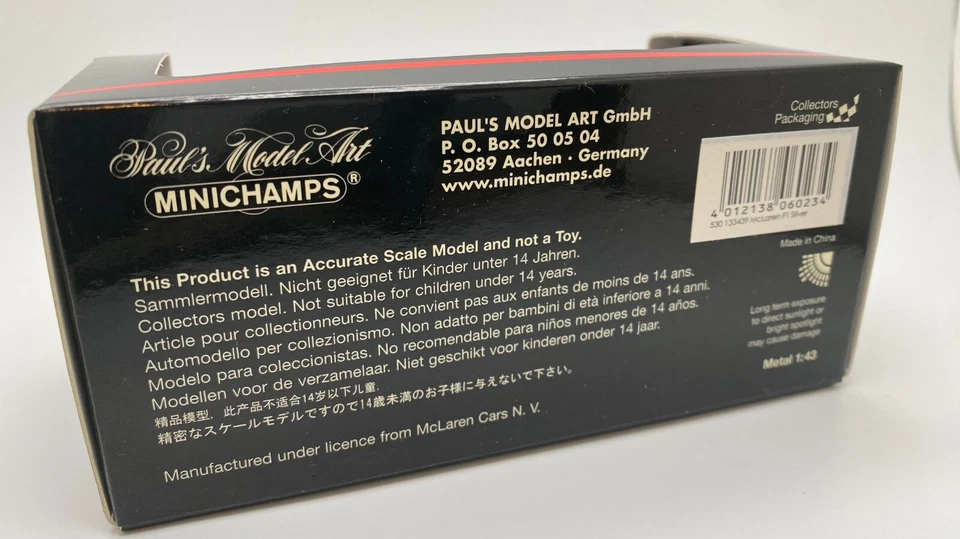 Paul's Model Art
MINICHAMPS®
PAUL'S MODEL ART GmbH
P. O. Box 50 05 04
52089 Aachen · Germany
www.minichamps.de
Collectors
Packaging
4 012138 060234
530 133439 McLaren F1 Silver
Made in China
Long term exposure
to direct sunlight or
bright spotlight
may cause damage.
Metal 1:43
This Product is an Accurate Scale Model and not a Toy.
Sammlermodell. Nicht geeignet für Kinder unter 14 Jahren.
Collectors model. Not suitable for children under 14 years.
Article pour collectionneurs. Ne convient pas aux enfants de moins de 14 ans.
Automodello per collezionismo. Non adatto per bambini di età inferiore a 14 anni.
Modelo para coleccionistas. No recomendable para niños menores de 14 años.
Modellen voor de verzamelaar. Niet geschikt voor kinderen onder 14 jaar.
精品模型，此产品不适合14岁以下儿童.
精密なスケールモデルですので14歳未満のお子様に与えないで下さい。
Manufactured under licence from McLaren Cars N. V.